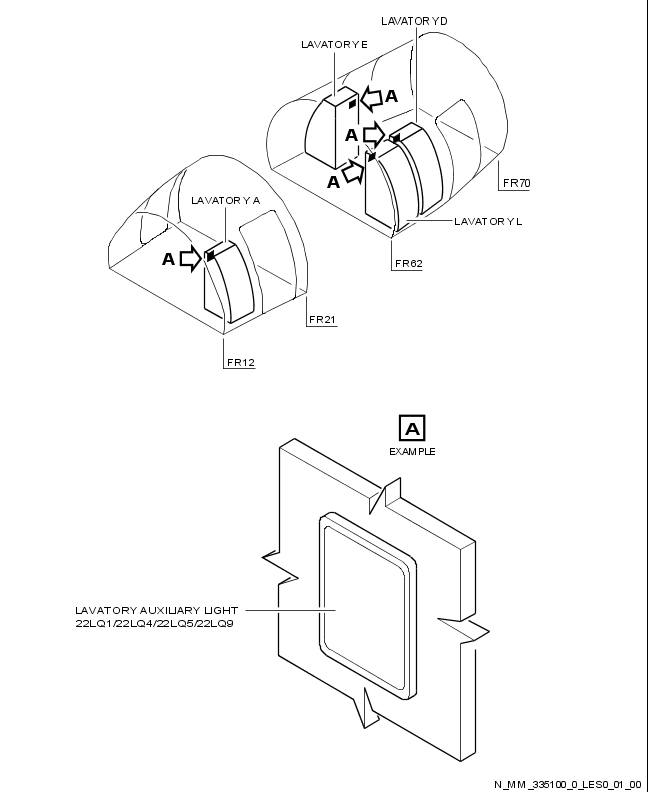 LAVATORY D
LAVATORY E
A
A
A
FR70
LAVATORY L
FR62
LAVATORY A
A
FR21
FR12
A
EXAMPLE
LAVATORY AUXILIARY LIGHT
22LQ1/22LQ4/22LQ5/22LQ9
N_MM_335100_0_LES0_01_00